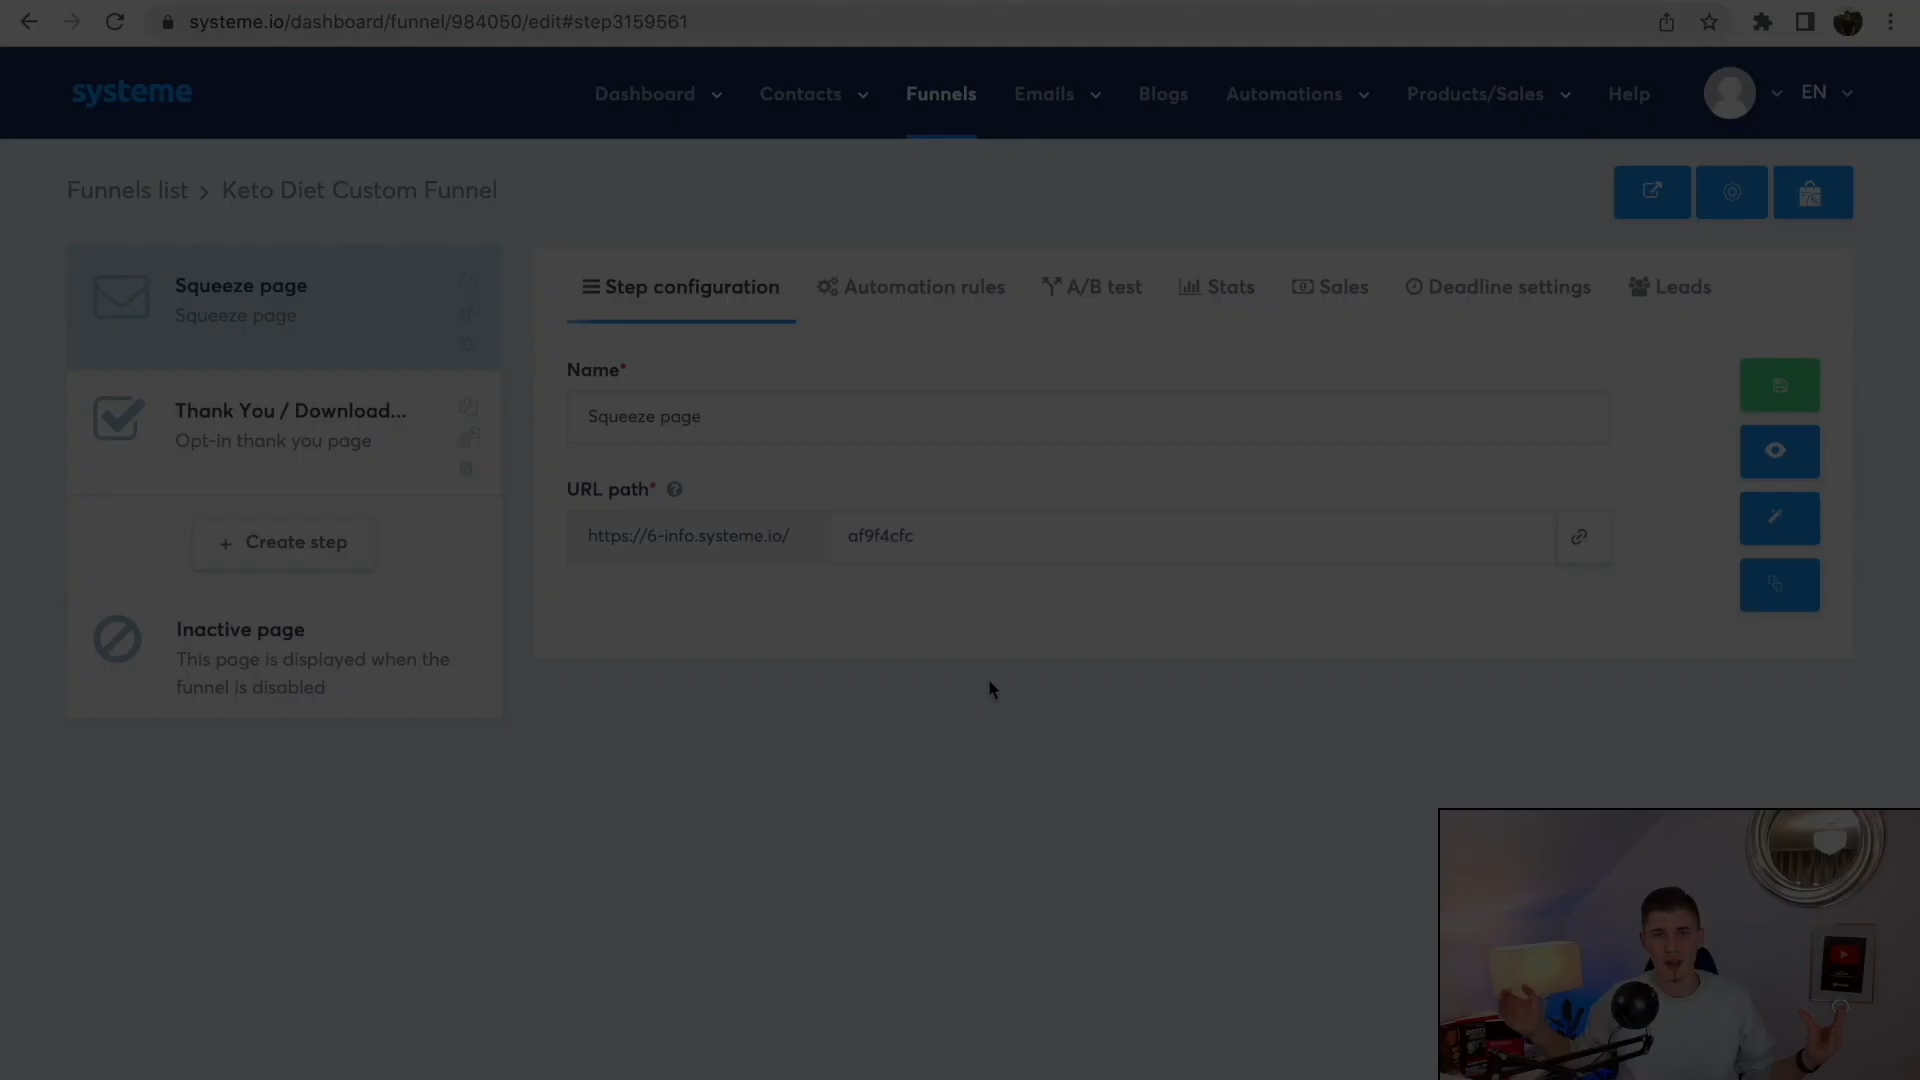 systeme.io/dashboard/funnel/984050/edit#step3159561
systeme
Dashboard
Contacts
Funnels
Emails
Blogs
Automations
Products/Sales
Help
EN
Funnels list > Keto Diet Custom Funnel
Squeeze page
Squeeze page
Thank You / Download...
Opt-in thank you page
+ Create step
Inactive page
This page is displayed when the
funnel is disabled
Step configuration
Automation rules
A/B test
Stats
Sales
Deadline settings
Leads
Name*
Squeeze page
URL path*
https://6-info.systeme.io/
af9f4cfc